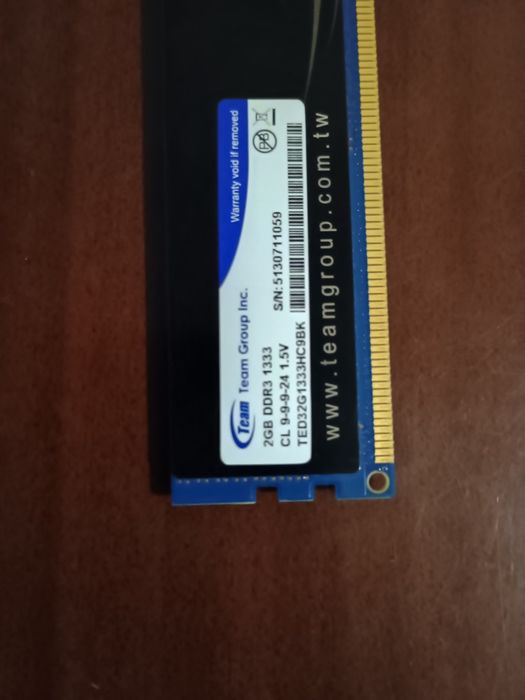 Warranty void if removed
Team Team Group Inc.
2GB DDR3 1333
CL 9-9-9-24 1.5V
S/N:5130711059
TED32G1333HC9BK
www.teamgroup.com.tw